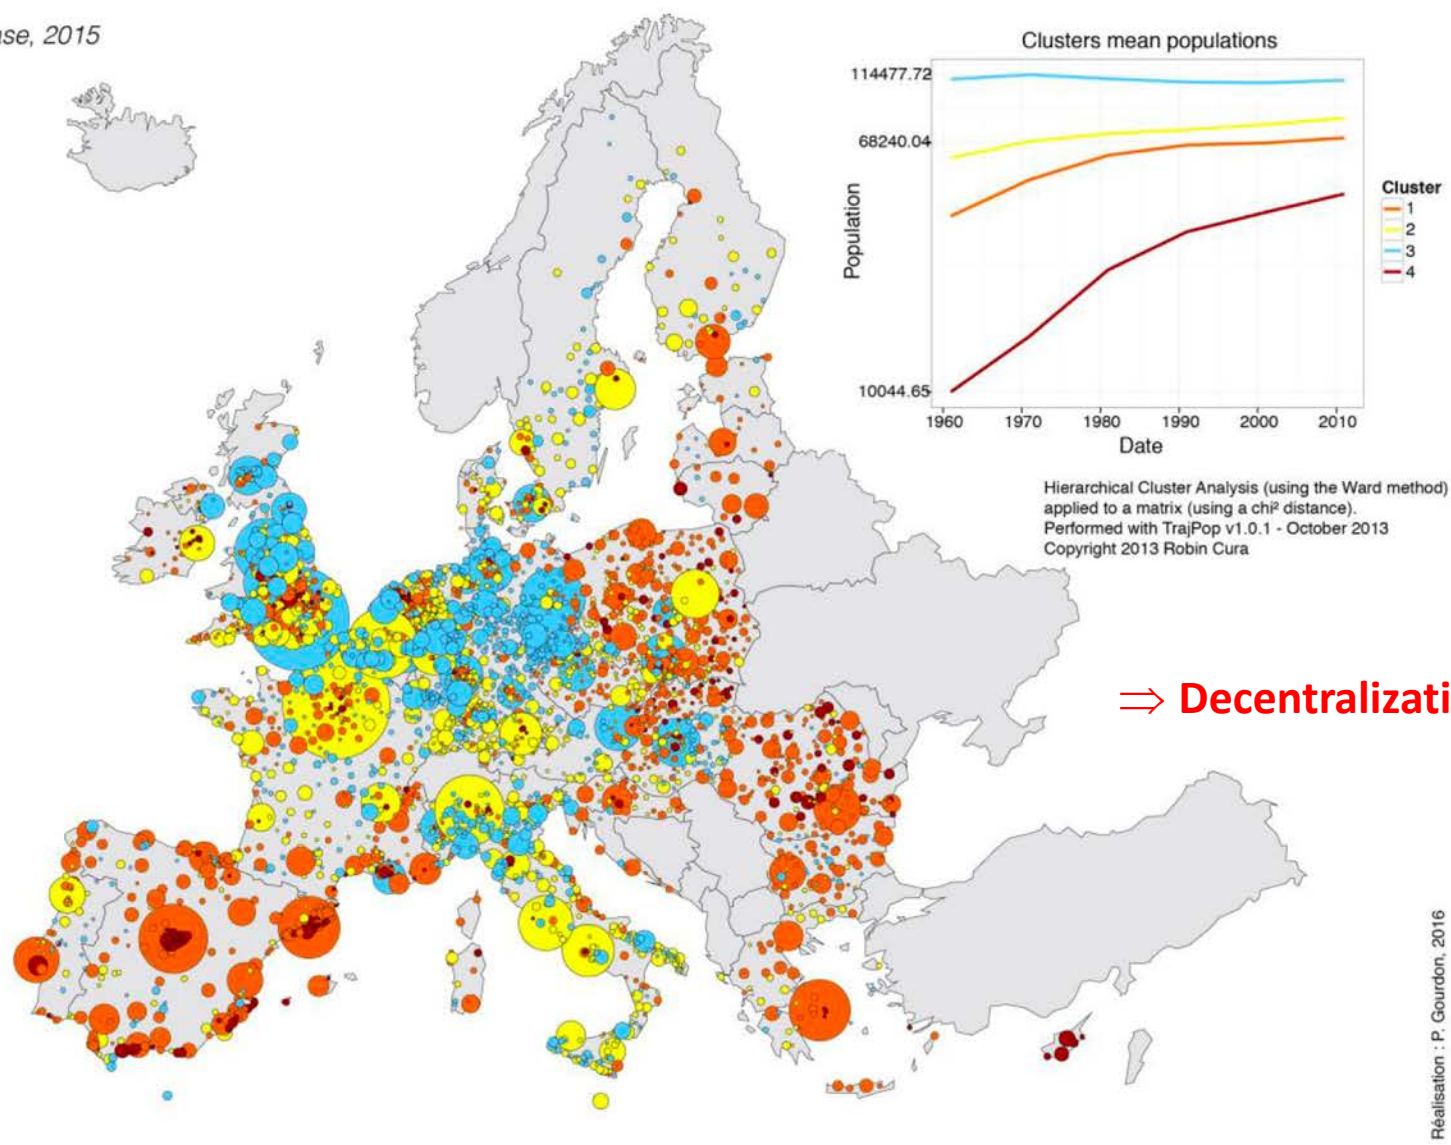 ase, 2015
Clusters mean populations
114477.72
68240.04
10044.65
Population
1960 1970 1980 1990 2000 2010
Date
Cluster
1
2
3
4
Hierarchical Cluster Analysis (using the Ward method)
applied to a matrix (using a chi² distance).
Performed with TrajPop v1.0.1 - October 2013
Copyright 2013 Robin Cura
⇒ Decentralizati
Réalisation : P. Gourdon, 2016